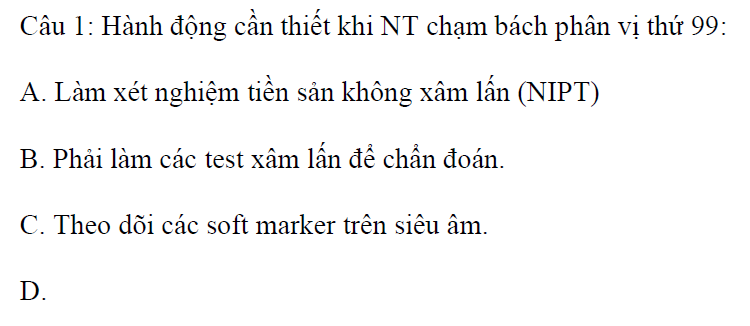 Câu 1: Hành động cần thiết khi NT chạm bách phân vị thứ 99:
A. Làm xét nghiệm tiền sản không xâm lấn (NIPT)
B. Phải làm các test xâm lấn để chẩn đoán.
C. Theo dõi các soft marker trên siêu âm.
D.